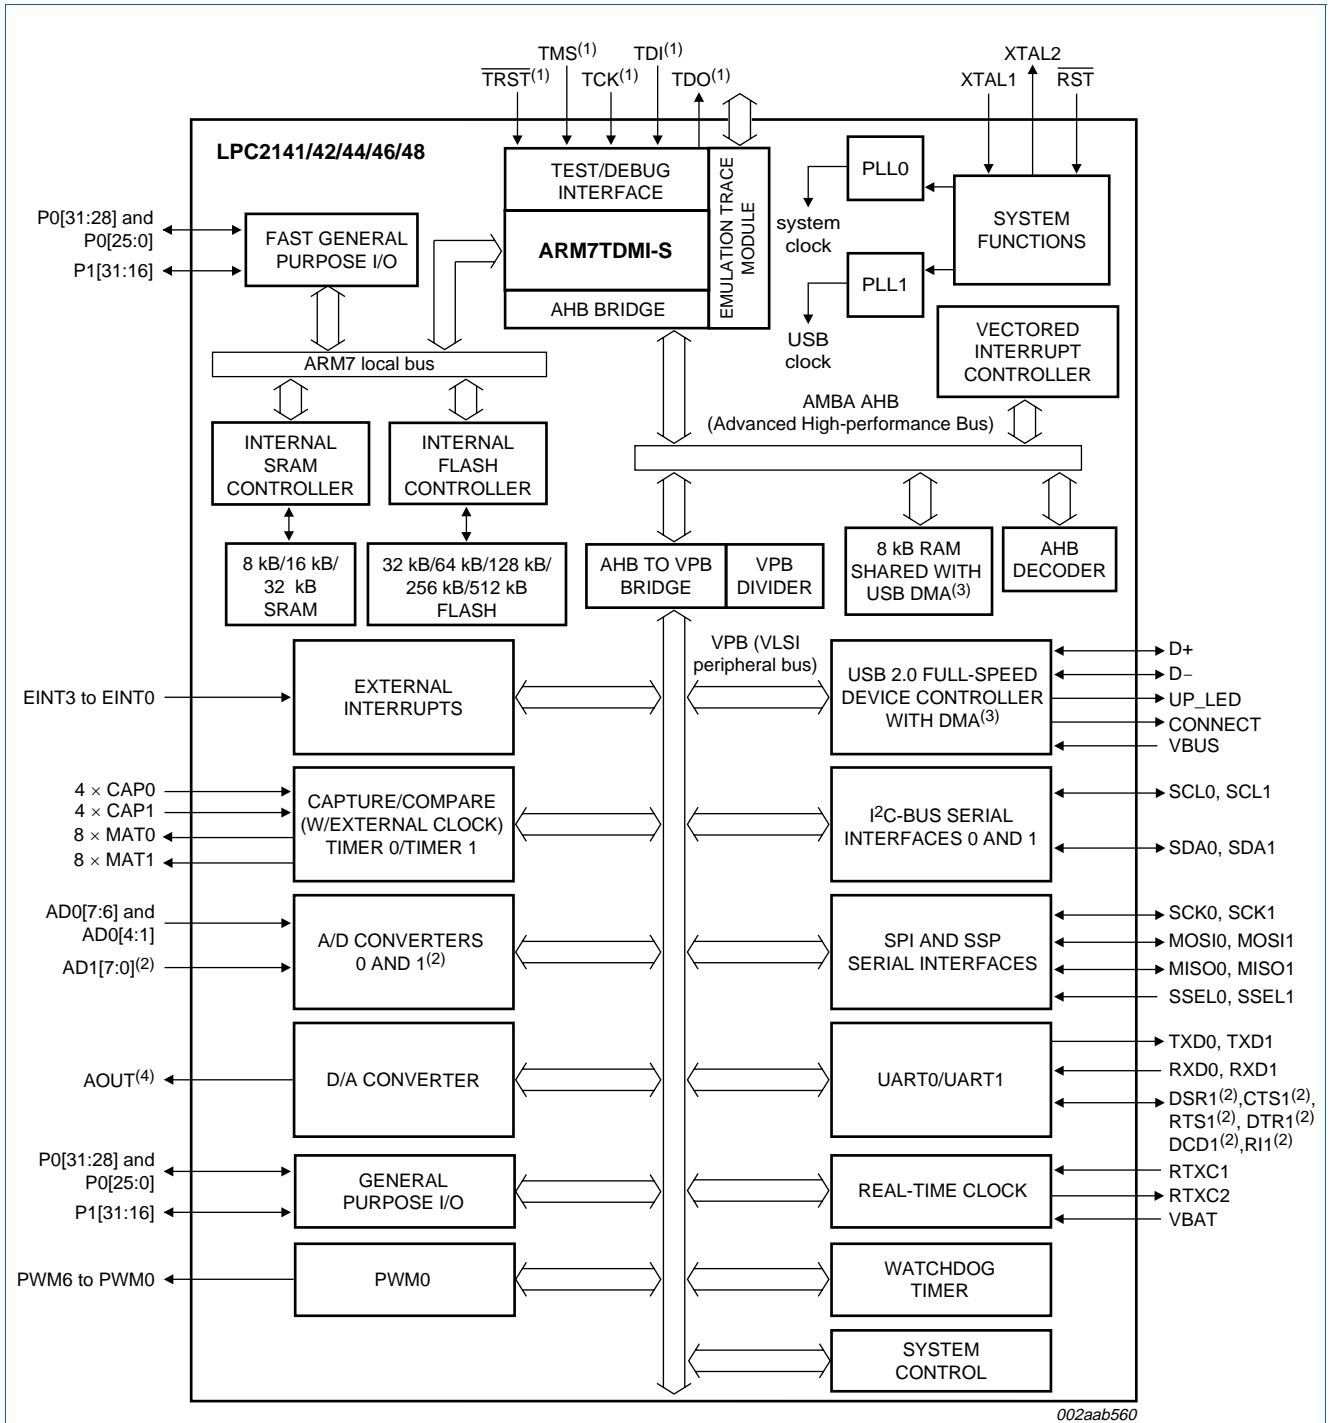 TMS(1)
TDI(1)
XTAL2
TRST(1)
TCK(1)
TDO(1)
XTAL1
RST
LPC2141/42/44/46/48
TEST/DEBUG
INTERFACE
ARM7TDMI-S
AHB BRIDGE
EMULATION TRACE
MODULE
PLL0
system
clock
SYSTEM
FUNCTIONS
PLL1
USB
clock
P0[31:28] and
P0[25:0]
P1[31:16]
FAST GENERAL
PURPOSE I/O
VECTORED
INTERRUPT
CONTROLLER
ARM7 local bus
AMBA AHB
(Advanced High-performance Bus)
INTERNAL
SRAM
CONTROLLER
INTERNAL
FLASH
CONTROLLER
8 kB/16 kB/
32 kB
SRAM
32 kB/64 kB/128 kB/
256 kB/512 kB
FLASH
AHB TO VPB
BRIDGE
VPB
DIVIDER
8 kB RAM
SHARED WITH
USB DMA(3)
AHB
DECODER
VPB (VLSI
peripheral bus)
EINT3 to EINT0
EXTERNAL
INTERRUPTS
USB 2.0 FULL-SPEED
DEVICE CONTROLLER
WITH DMA(3)
D+
D−
UP_LED
CONNECT
VBUS
4 × CAP0
4 × CAP1
8 × MAT0
8 × MAT1
CAPTURE/COMPARE
(W/EXTERNAL CLOCK)
TIMER 0/TIMER 1
I2C-BUS SERIAL
INTERFACES 0 AND 1
SCL0, SCL1
SDA0, SDA1
AD0[7:6] and
AD0[4:1]
AD1[7:0](2)
A/D CONVERTERS
0 AND 1(2)
SPI AND SSP
SERIAL INTERFACES
SCK0, SCK1
MOSI0, MOSI1
MISO0, MISO1
SSEL0, SSEL1
AOUT(4)
D/A CONVERTER
UART0/UART1
TXD0, TXD1
RXD0, RXD1
DSR1(2),CTS1(2),
RTS1(2), DTR1(2)
DCD1(2),RI1(2)
P0[31:28] and
P0[25:0]
P1[31:16]
GENERAL
PURPOSE I/O
REAL-TIME CLOCK
RTXC1
RTXC2
VBAT
PWM6 to PWM0
PWM0
WATCHDOG
TIMER
SYSTEM
CONTROL
002aab560